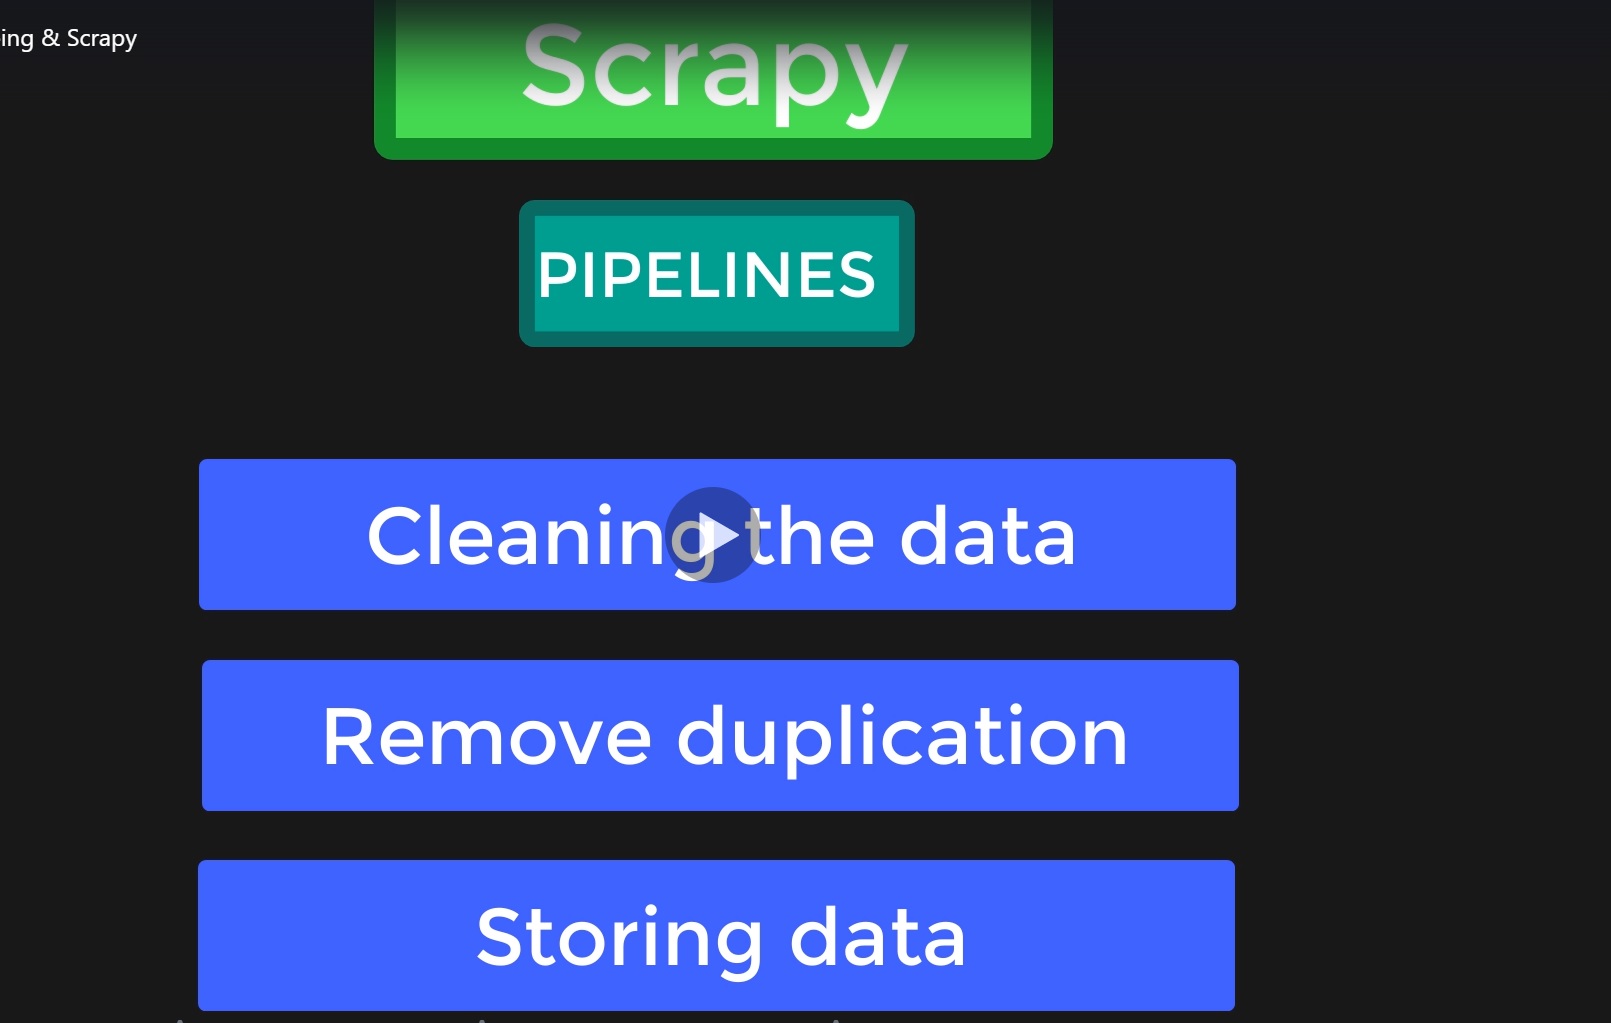 ing & Scrapy
Scrapy
PIPELINES
Cleaning the data
Remove duplication
Storing data